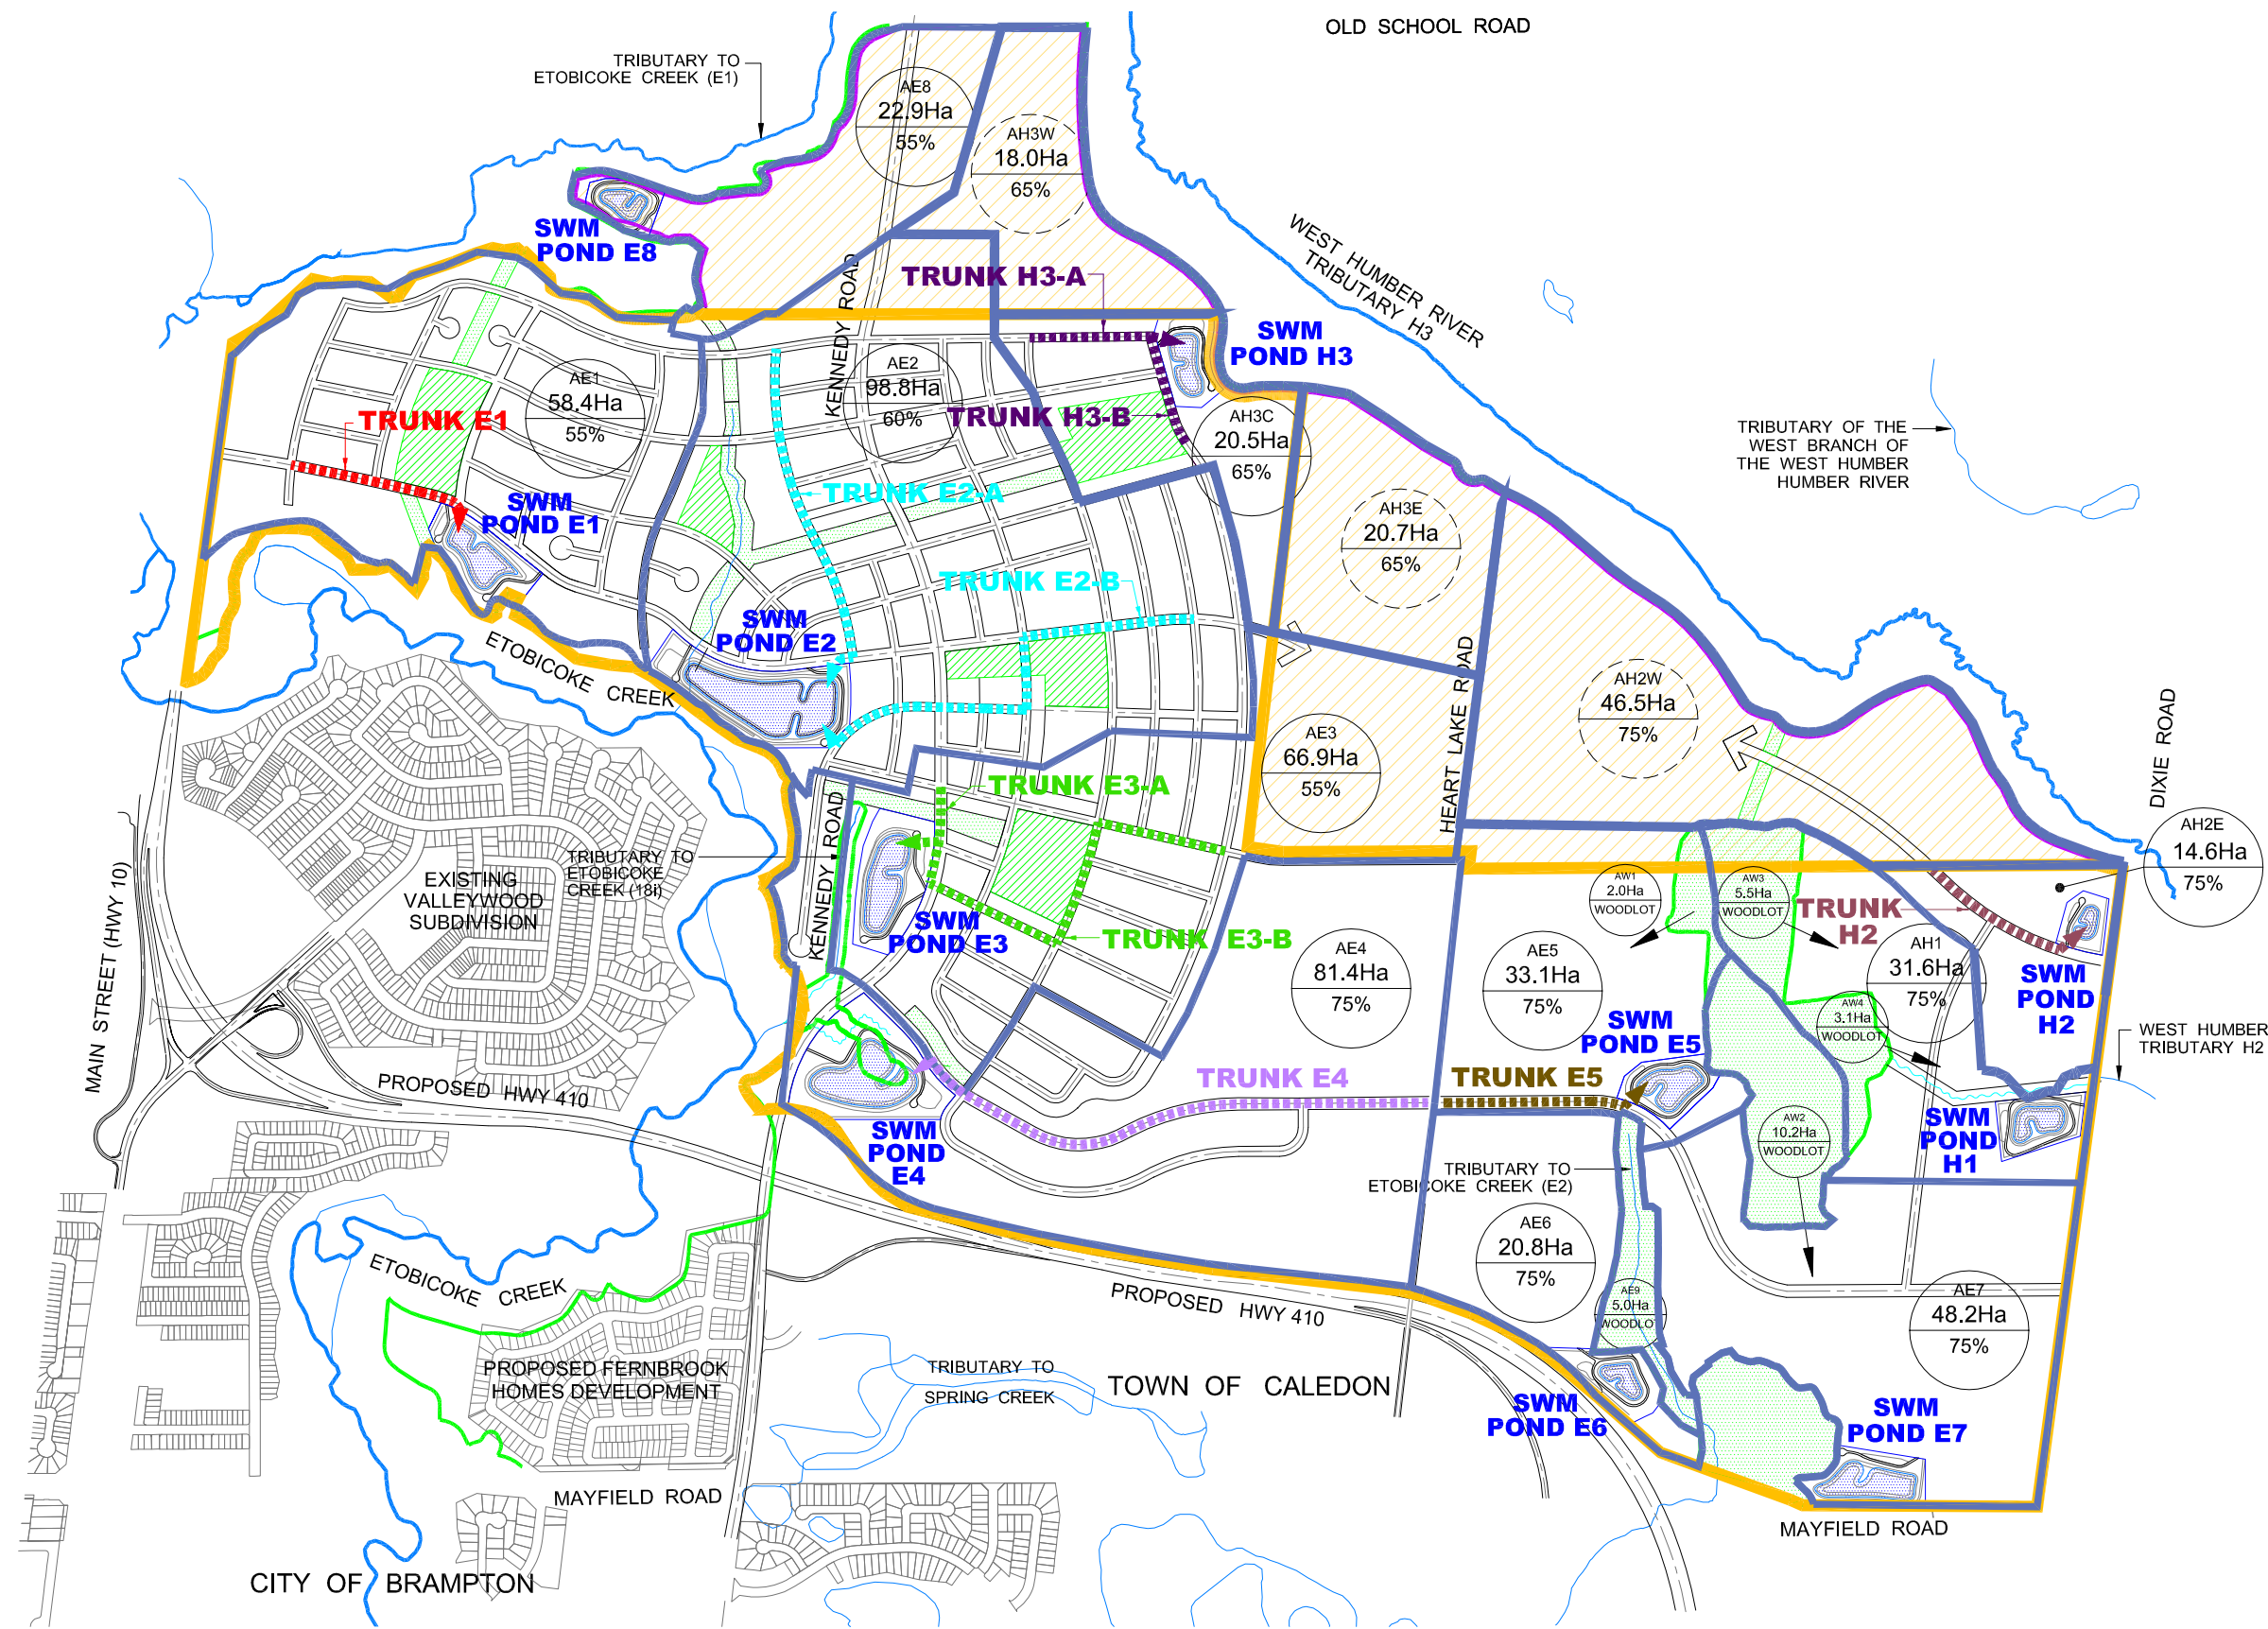 OLD SCHOOL ROAD
TRIBUTARY TO
ETOBICOKE CREEK (E1)
AE8
22.9Ha
55%
AH3W
18.0Ha
65%
SWM
POND E8
WEST HUMBER RIVER
TRIBUTARY H3
TRUNK H3-A
KENNEDY ROAD
SWM
POND H3
AE2
98.8Ha
60%
AE1
58.4Ha
55%
TRUNK E1
TRUNK H3-B
AH3C
20.5Ha
65%
TRIBUTARY OF THE
WEST BRANCH OF
THE WEST HUMBER
HUMBER RIVER
SWM
POND E1
TRUNK E2-A
AH3E
20.7Ha
65%
TRUNK E2-B
SWM
POND E2
ETOBICOKE CREEK
HEART LAKE ROAD
AH2W
46.5Ha
75%
DIXIE ROAD
AE3
66.9Ha
55%
TRUNK E3-A
KENNEDY ROAD
AH2E
14.6Ha
75%
TRIBUTARY TO
ETOBICOKE
CREEK (18i)
EXISTING
VALLEYWOOD
SUBDIVISION
AW1
2.0Ha
WOODLOT
AW3
5.5Ha
WOODLOT
TRUNK
H2
SWM
POND E3
TRUNK E3-B
AE4
81.4Ha
75%
AE5
33.1Ha
75%
AH1
31.6Ha
75%
SWM
POND
H2
MAIN STREET (HWY 10)
AW4
3.1Ha
WOODLOT
SWM
POND E5
WEST HUMBER
TRIBUTARY H2
PROPOSED HWY 410
TRUNK E4
TRUNK E5
AW2
10.2Ha
WOODLOT
SWM
POND
H1
SWM
POND
E4
TRIBUTARY TO
ETOBICOKE CREEK (E2)
AE6
20.8Ha
75%
ETOBICOKE CREEK
PROPOSED HWY 410
AE9
5.0Ha
WOODLOT
AE7
48.2Ha
75%
PROPOSED FERNBROOK
HOMES DEVELOPMENT
TRIBUTARY TO
SPRING CREEK
TOWN OF CALEDON
SWM
POND E6
SWM
POND E7
MAYFIELD ROAD
MAYFIELD ROAD
CITY OF BRAMPTON